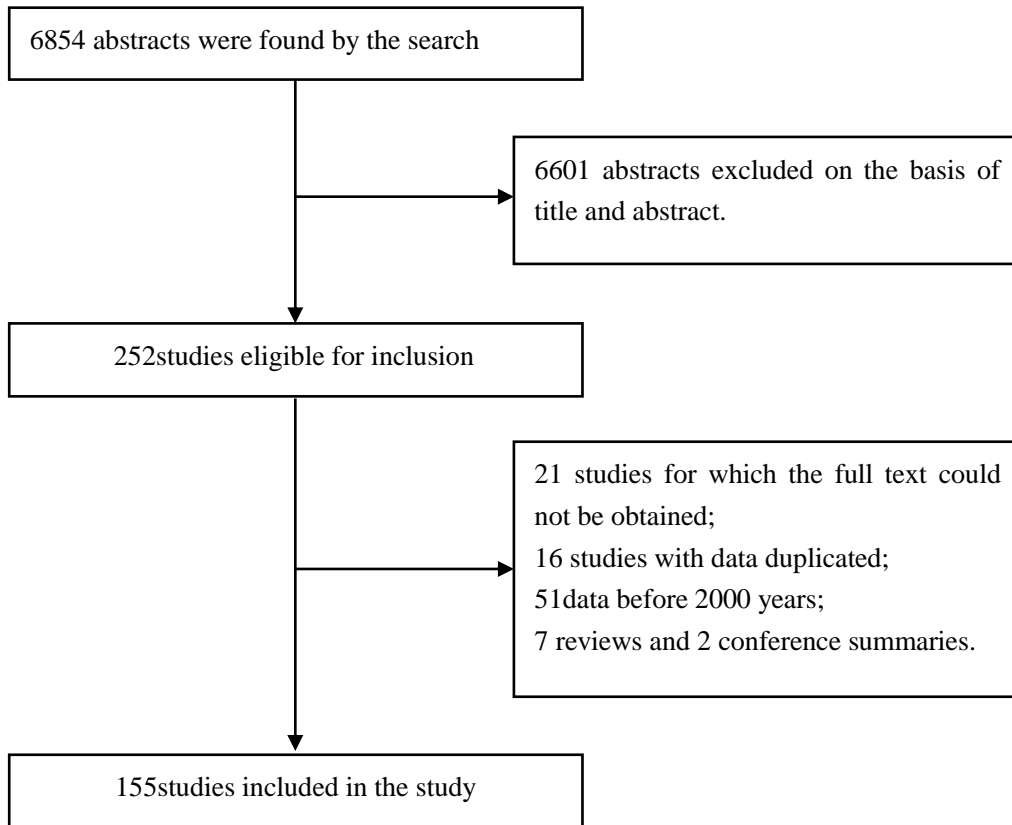 6854 abstracts were found by the search
6601 abstracts excluded on the basis of
title and abstract.
252studies eligible for inclusion
21 studies for which the full text could
not be obtained;
16 studies with data duplicated;
51data before 2000 years;
7 reviews and 2 conference summaries.
155studies included in the study